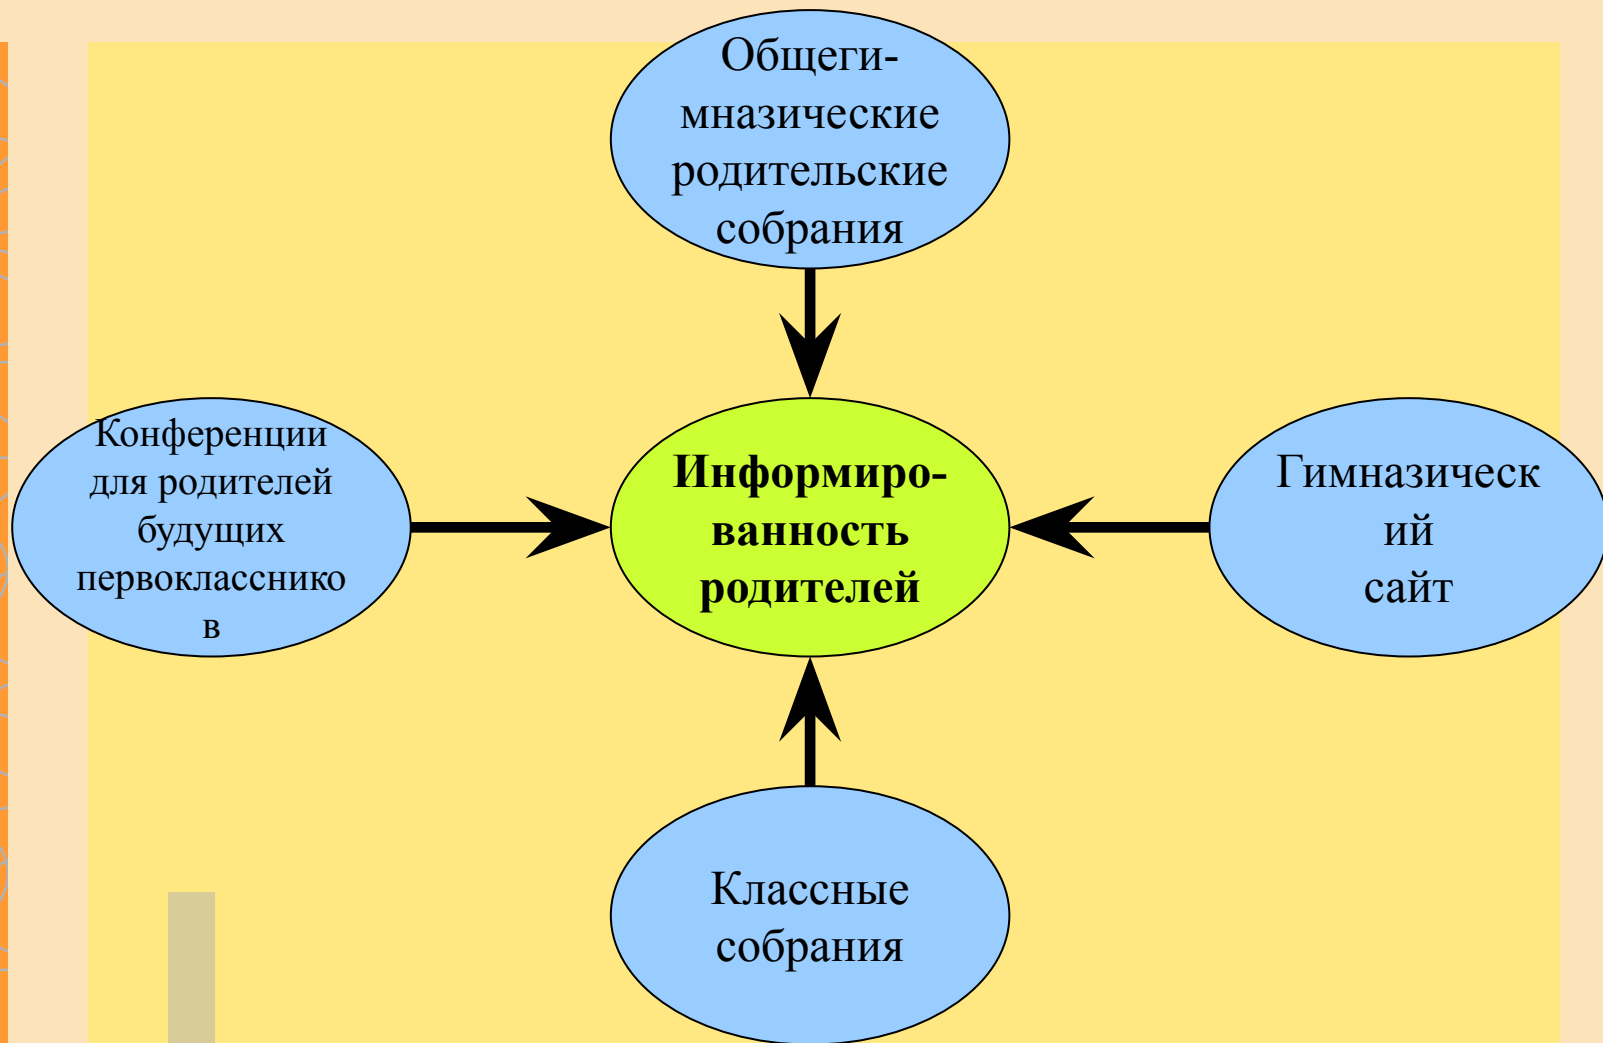 Общеги-
мназические
родительские
собрания
Конференции
для родителей
будущих
первокласснико
в
Информиро-
ванность
родителей
Гимназическ
ий
сайт
Классные
собрания